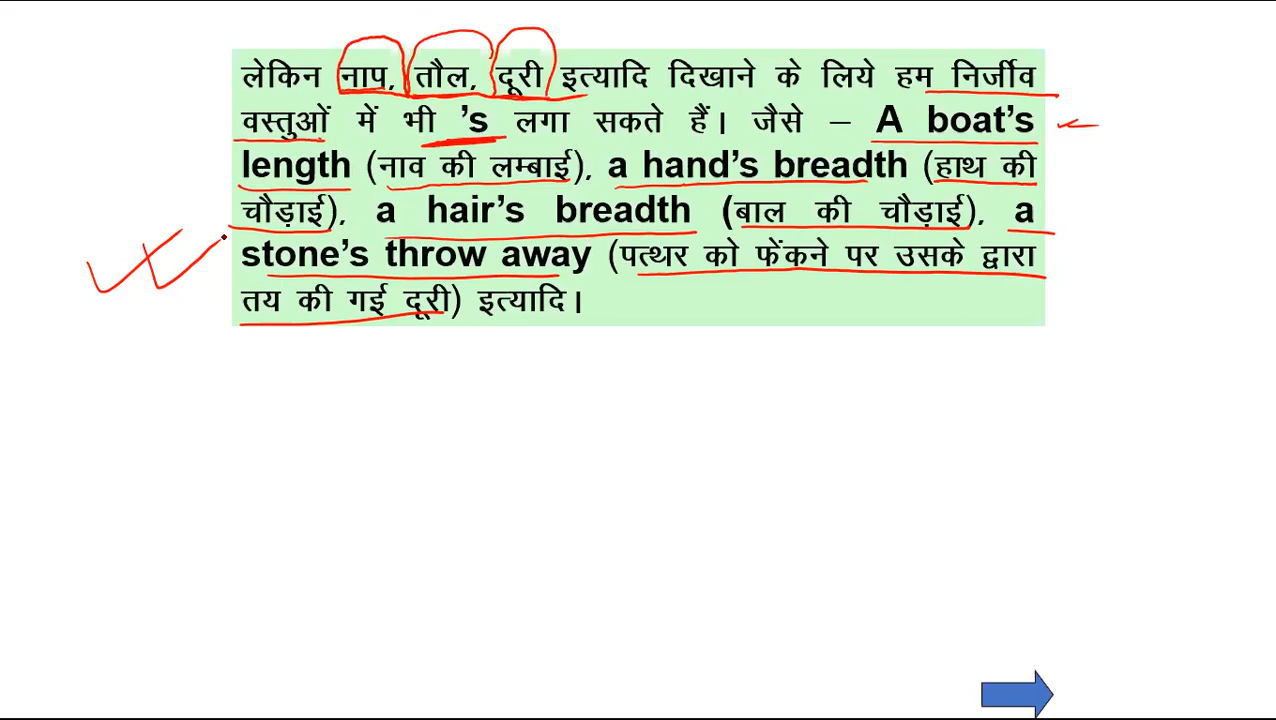 लेकिन नाप, तौल, दूरी इत्यादि दिखाने के लिये हम निर्जीव
वस्तुओं में भी ’s लगा सकते हैं। जैसे – A boat’s
length (नाव की लम्बाई), a hand’s breadth (हाथ की
चौड़ाई), a hair’s breadth (बाल की चौड़ाई), a
stone’s throw away (पत्थर को फेंकने पर उसके द्वारा
तय की गई दूरी) इत्यादि।